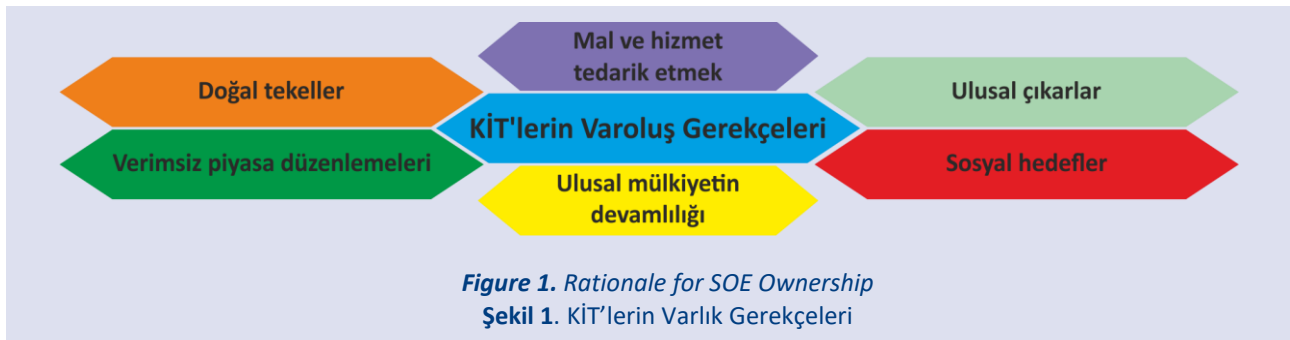 Mal ve hizmet
tedarik etmek
Doğal tekeller
Ulusal çıkarlar
KİT'lerin Varoluş Gerekçeleri
Verimsiz piyasa düzenlemeleri
Sosyal hedefler
Ulusal mülkiyetin
devamlılığı
Figure 1. Rationale for SOE Ownership
Şekil 1. KİT’lerin Varlık Gerekçeleri